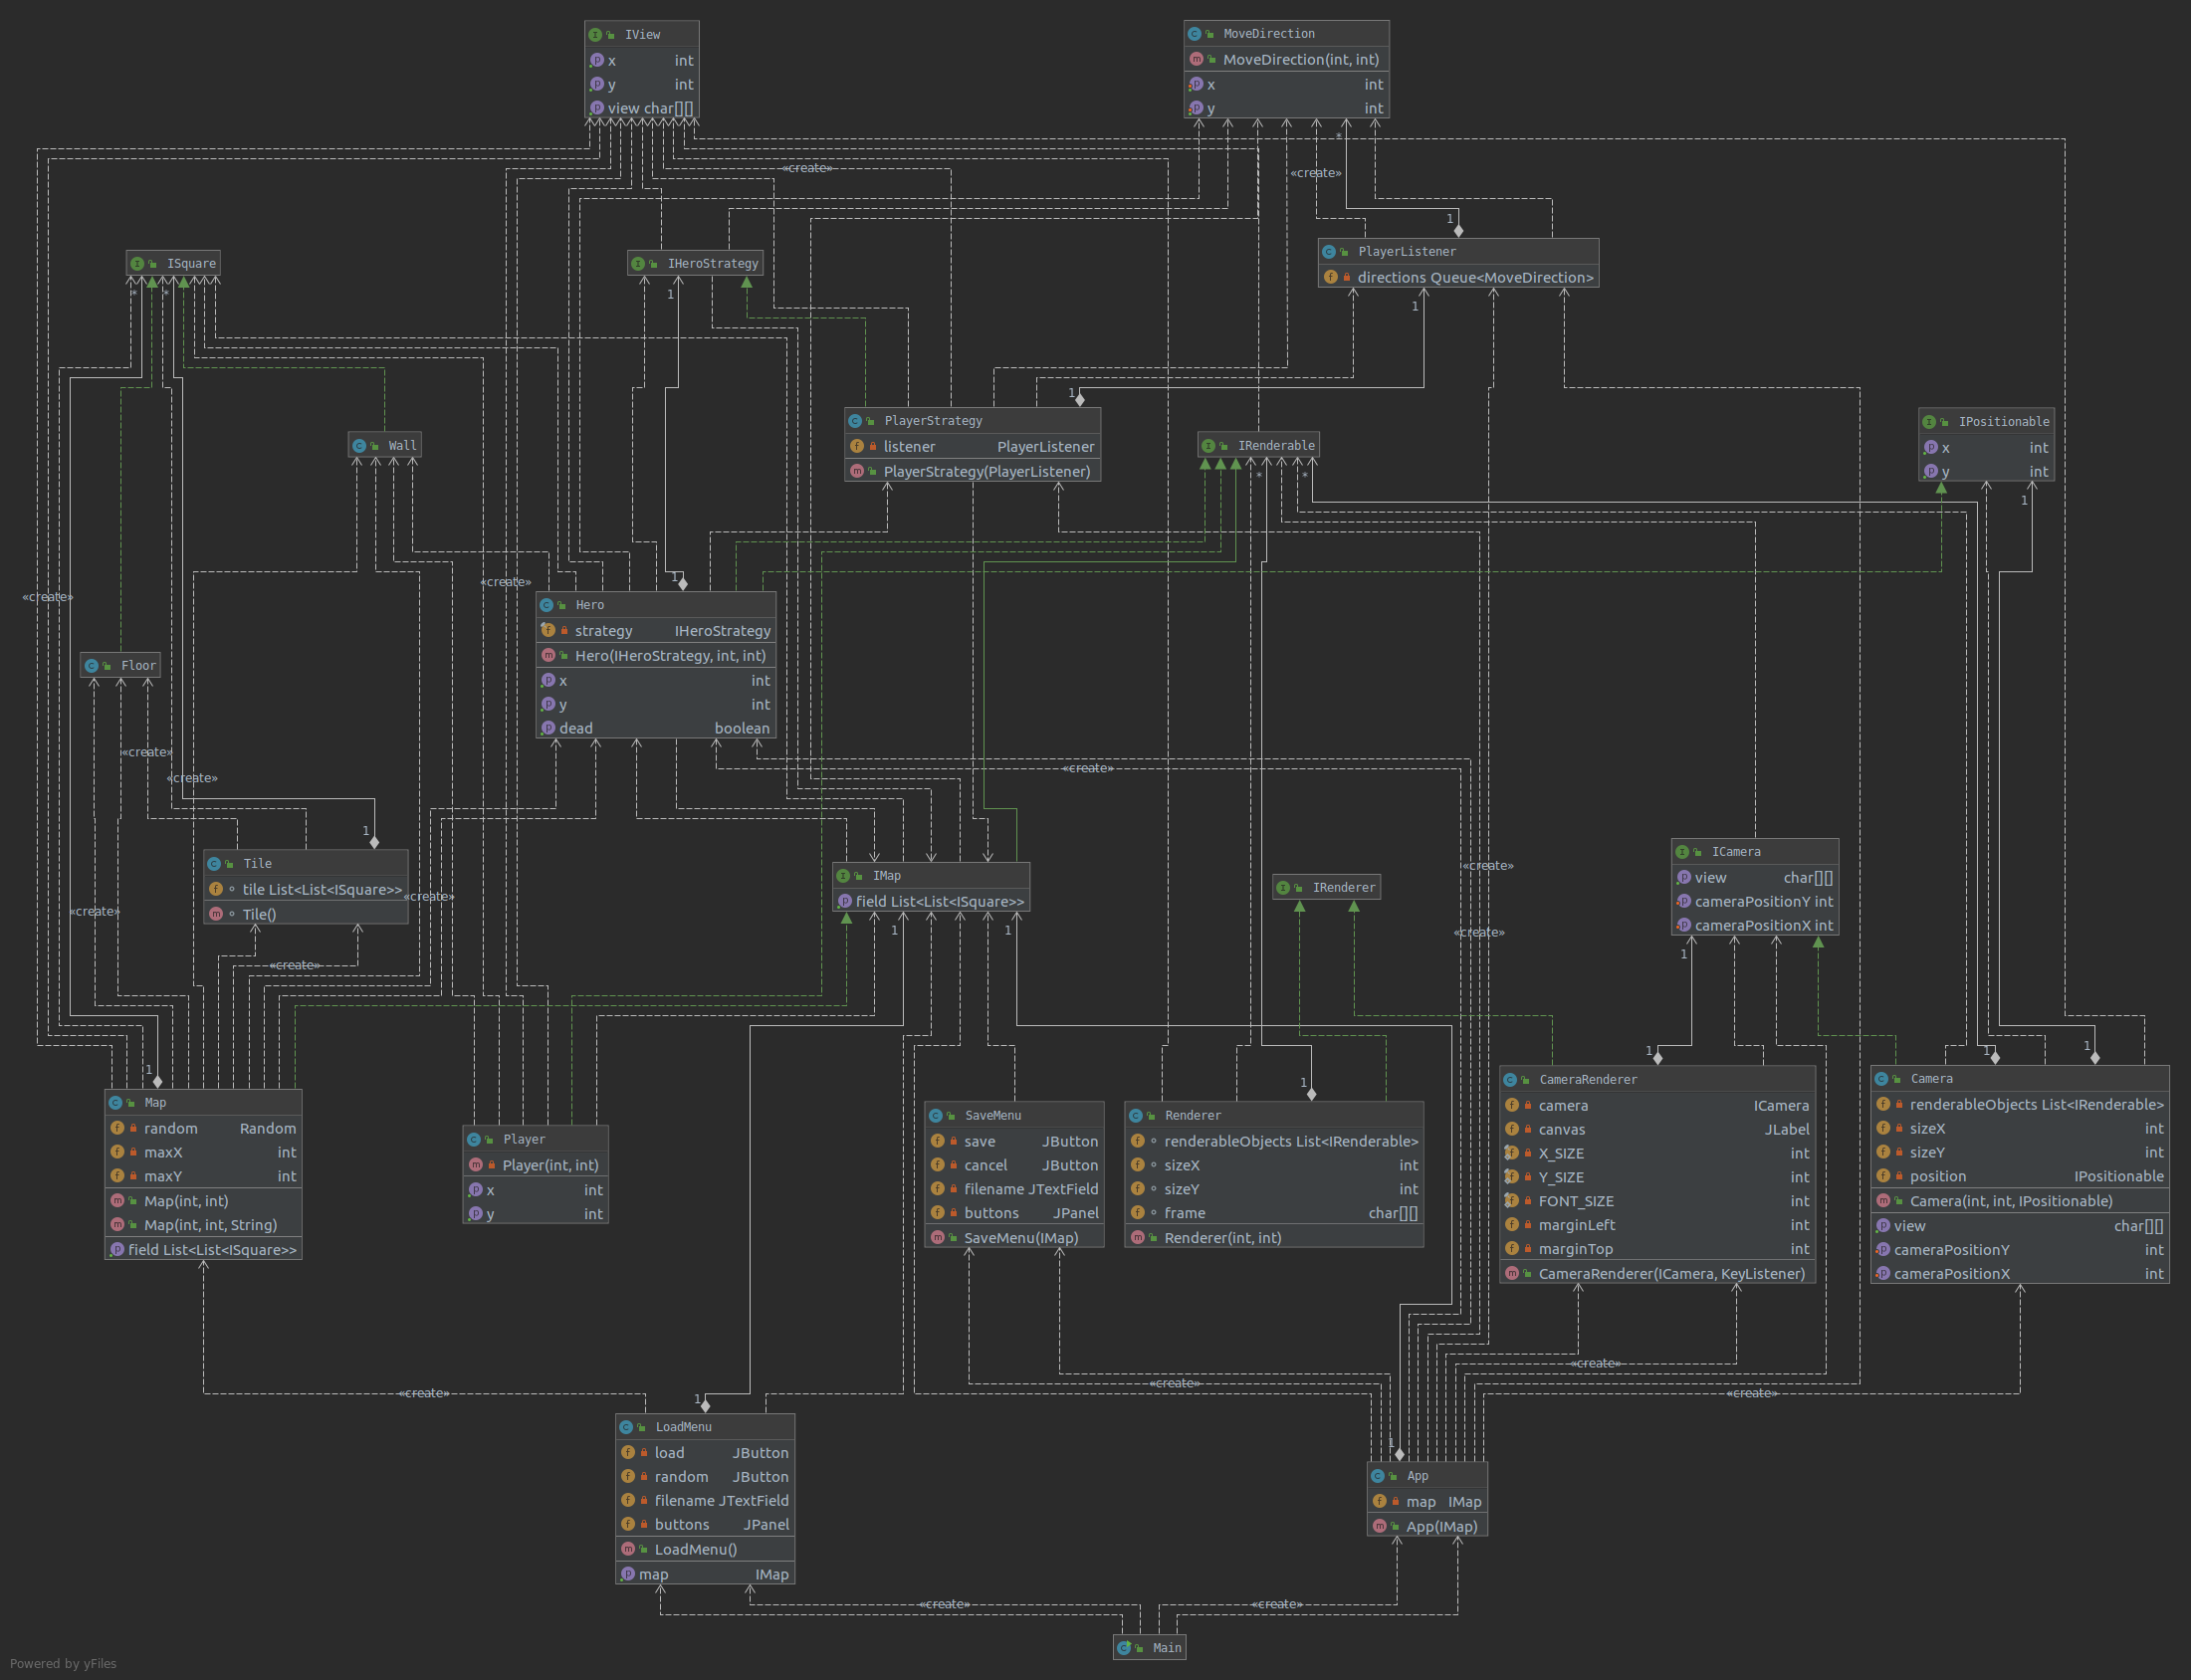 IView
x int
y int
view char[][]
MoveDirection
MoveDirection(int, int)
x int
y int
*
«create»
«create»
1
ISquare
IHeroStrategy
PlayerListener
directions Queue<MoveDirection>
* *
1
1
1
PlayerStrategy
listener PlayerListener
PlayerStrategy(PlayerListener)
Wall
IRenderable
IPositionable
x int
y int
* *
1
«create»
«create»
1
Hero
strategy IHeroStrategy
Hero(IHeroStrategy, int, int)
x int
y int
dead boolean
Floor
«create»
«create»
«create»
1
Tile
tile List<List<ISquare>>
Tile()
«create»
«create»
«create»
IMap
field List<List<ISquare>>
1
1
IRenderer
«create»
«create»
ICamera
view char[][]
cameraPositionY int
cameraPositionX int
1
1
Map
random Random
maxX int
maxY int
Map(int, int)
Map(int, int, String)
field List<List<ISquare>>
Player
Player(int, int)
x int
y int
SaveMenu
save JButton
cancel JButton
filename JTextField
buttons JPanel
SaveMenu(IMap)
1
Renderer
renderableObjects List<IRenderable>
sizeX int
sizeY int
frame char[][]
Renderer(int, int)
1
CameraRenderer
camera ICamera
canvas JLabel
X_SIZE int
Y_SIZE int
FONT_SIZE int
marginLeft int
marginTop int
CameraRenderer(ICamera, KeyListener)
1
1
Camera
renderableObjects List<IRenderable>
sizeX int
sizeY int
position IPositionable
Camera(int, int, IPositionable)
view char[][]
cameraPositionY int
cameraPositionX int
«create»
«create»
«create»
«create»
1
LoadMenu
load JButton
random JButton
filename JTextField
buttons JPanel
LoadMenu()
map IMap
1
App
map IMap
App(IMap)
«create»
«create»
Main
Powered by yFiles